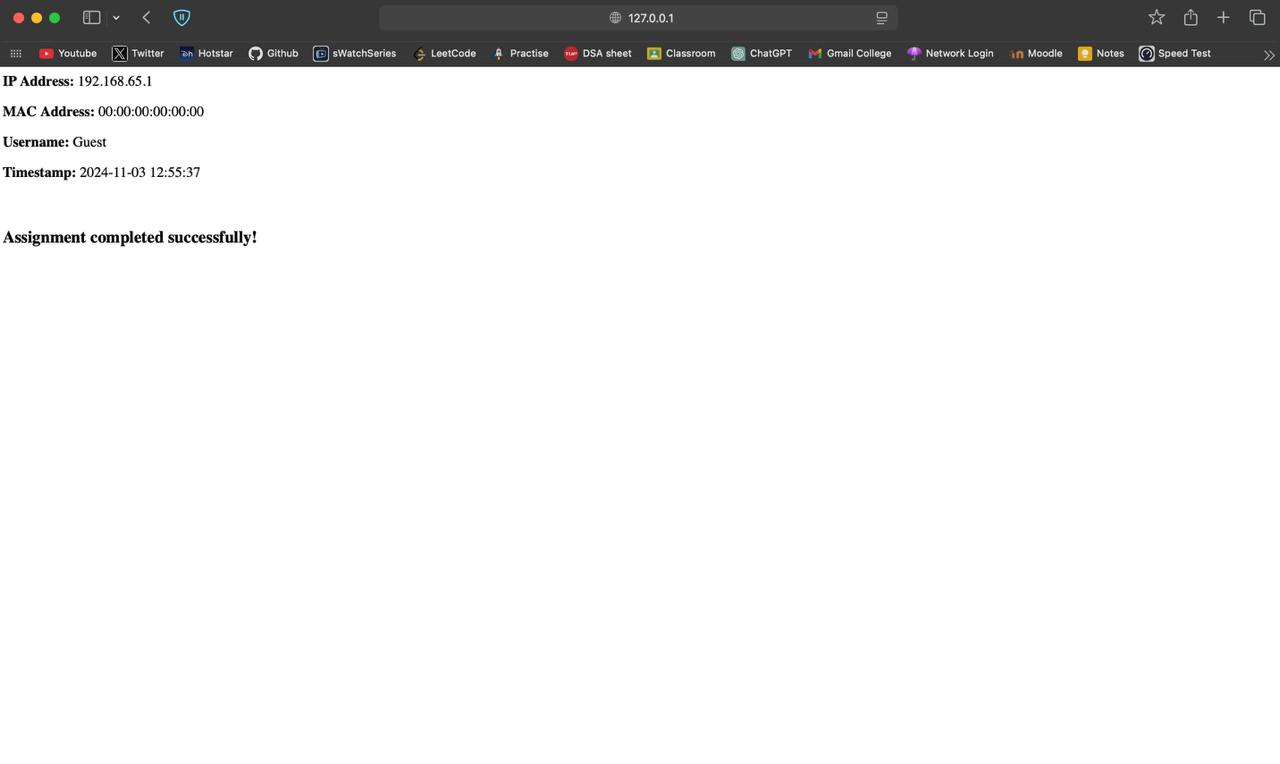 127.0.0.1
Youtube Twitter Hotstar Github sWatchSeries LeetCode Practise DSA sheet Classroom ChatGPT Gmail College Network Login Moodle Notes Speed Test
IP Address: 192.168.65.1
MAC Address: 00:00:00:00:00:00
Username: Guest
Timestamp: 2024-11-03 12:55:37
Assignment completed successfully!